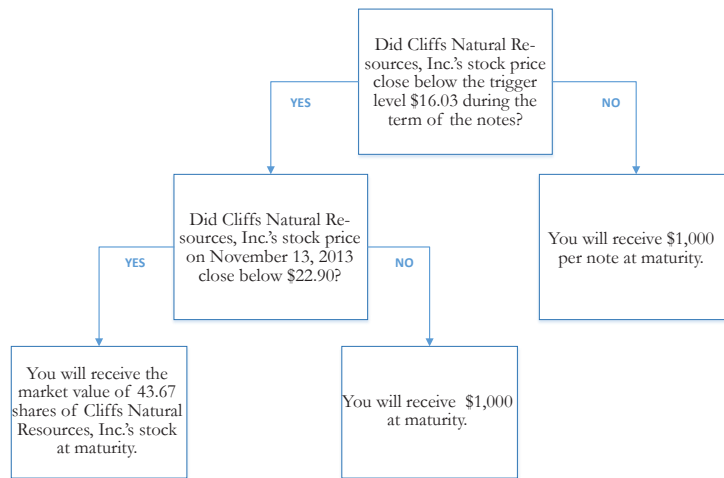 Did Cliffs Natural Re-
sources, Inc.'s stock price
close below the trigger
level $16.03 during the
term of the notes?
YES
NO
Did Cliffs Natural Re-
sources, Inc.'s stock price
on November 13, 2013
close below $22.90?
You will receive $1,000
per note at maturity.
YES
NO
You will receive the
market value of 43.67
shares of Cliffs Natural
Resources, Inc.'s stock
at maturity.
You will receive $1,000
at maturity.